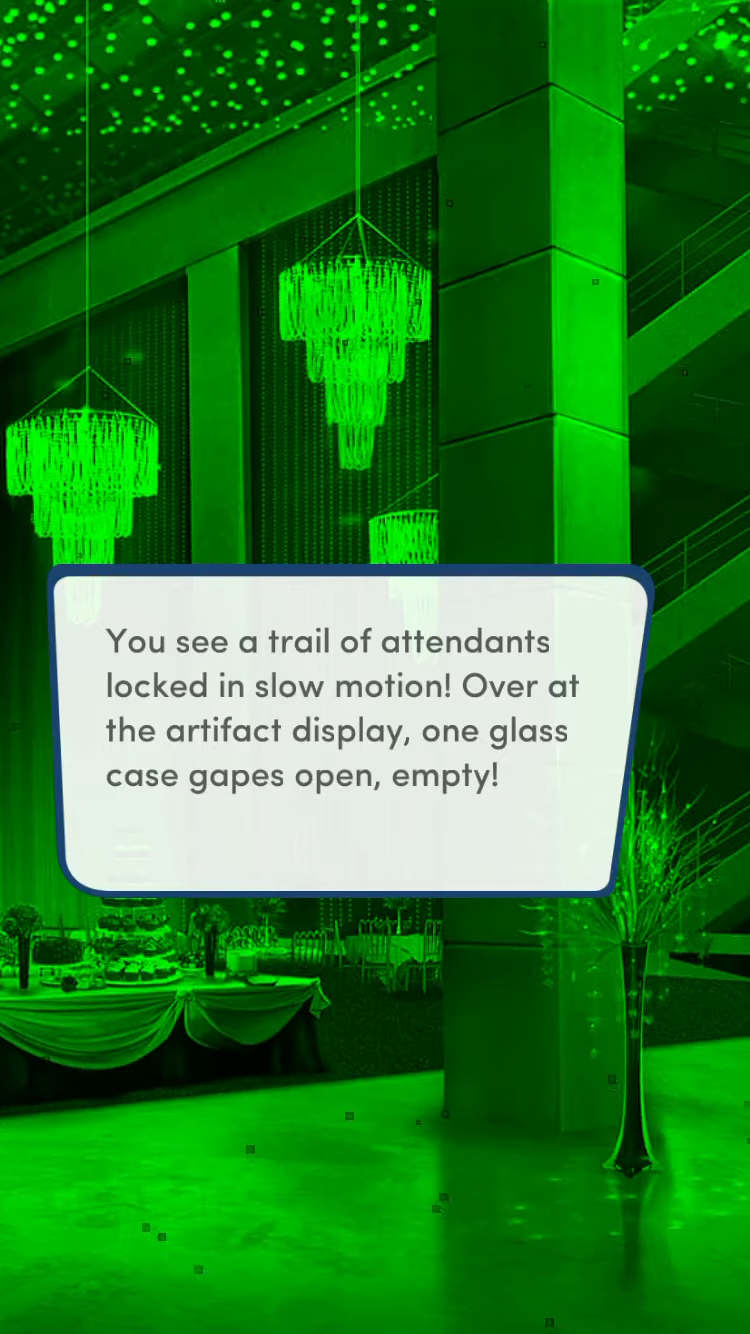 You see a trail of attendants
locked in slow motion! Over at
the artifact display, one glass
case gapes open, empty!